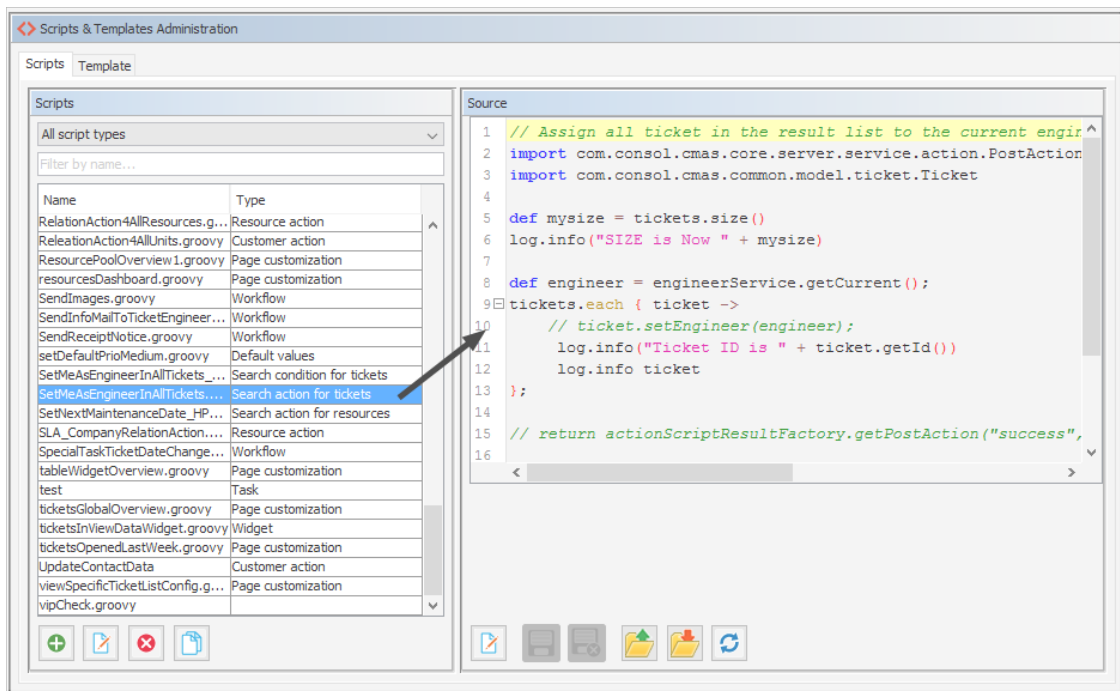 Scripts & Templates Administration
Scripts Template
Scripts
All script types
Filter by name...
Name Type
RelationAction4AllResources.g... Resource action
ReleationAction4AllUnits.groovy Customer action
ResourcePoolOverview1.groovy Page customization
resourcesDashboard.groovy Page customization
SendImages.groovy Workflow
SendInfoMailToTicketEngineer... Workflow
SendReceiptNotice.groovy Workflow
setDefaultPrioMedium.groovy Default values
SetMeAsEngineerInAllTickets_... Search condition for tickets
SetMeAsEngineerInAllTickets.... Search action for tickets
SetNextMaintenanceDate_HP... Search action for resources
SLA_CompanyRelationAction.... Resource action
SpecialTaskTicketDateChange... Workflow
tableWidgetOverview.groovy Page customization
test Task
ticketsGlobalOverview.groovy Page customization
ticketsInViewDataWidget.groovy Widget
ticketsOpenedLastWeek.groovy Page customization
UpdateContactData Customer action
viewSpecificTicketListConfig.g... Page customization
vipCheck.groovy
Source
1 // Assign all ticket in the result list to the current engin
2 import com.consol.cmas.core.server.service.action.PostAction
3 import com.consol.cmas.common.model.ticket.Ticket
4
5 def mysize = tickets.size()
6 log.info("SIZE is Now " + mysize)
7
8 def engineer = engineerService.getCurrent();
9 tickets.each { ticket ->
10 // ticket.setEngineer(engineer);
11 log.info("Ticket ID is " + ticket.getId())
12 log.info ticket
13 };
14
15 // return actionScriptResultFactory.getPostAction("success",
16